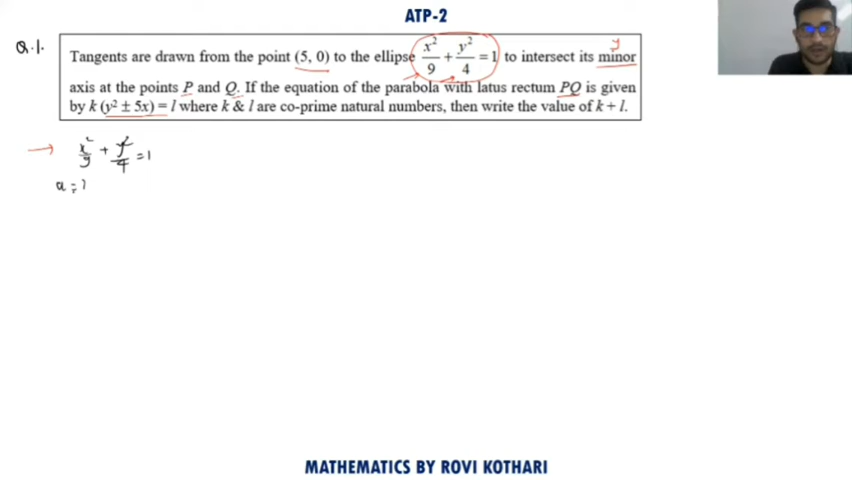 ATP-2
Q.1.
y
Tangents are drawn from the point (5, 0) to the ellipse x²/9 + y²/4 = 1 to intersect its minor
axis at the points P and Q. If the equation of the parabola with latus rectum PQ is given
by k (y² ± 5x) = l where k & l are co-prime natural numbers, then write the value of k + l.
→ x²/9 + y²/4 = 1
a =
MATHEMATICS BY ROVI KOTHARI